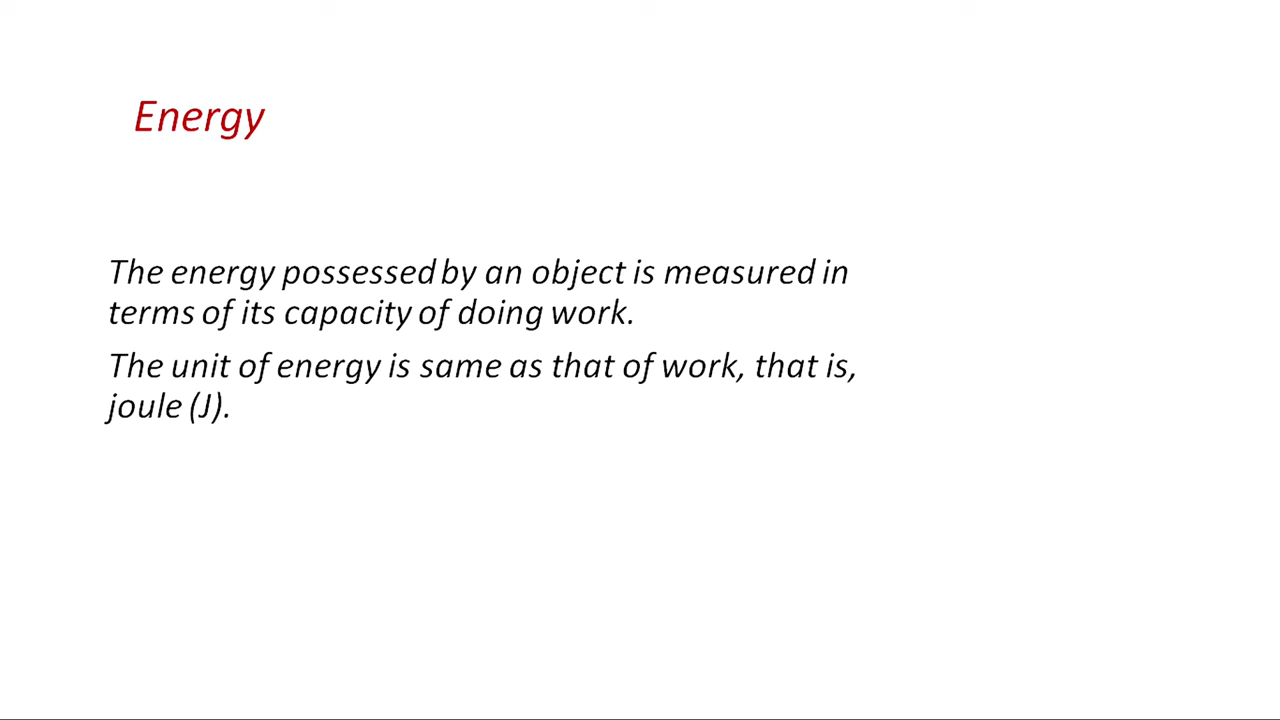 Energy
The energy possessed by an object is measured in
terms of its capacity of doing work.
The unit of energy is same as that of work, that is,
joule (J).